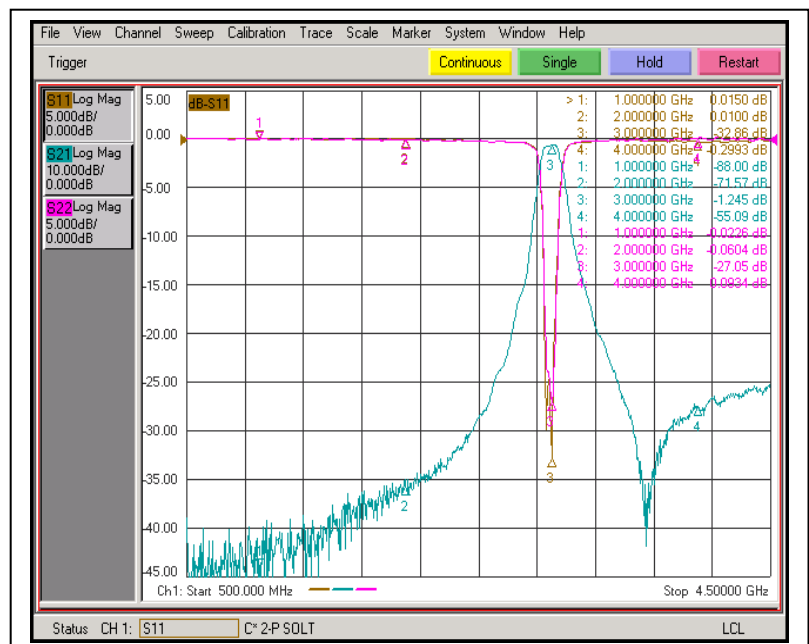 File View Channel Sweep Calibration Trace Scale Marker System Window Help
Trigger Continuous Single Hold Restart
S11 Log Mag
5.000dB/
0.000dB
S21 Log Mag
10.000dB/
0.000dB
S22 Log Mag
5.000dB/
0.000dB
dB-S11
5.00
0.00
-5.00
-10.00
-15.00
-20.00
-25.00
-30.00
-35.00
-40.00
-45.00
> 1: 1.000000 GHz 0.0150 dB
2: 2.000000 GHz 0.0100 dB
3: 3.000000 GHz -32.86 dB
4: 4.000000 GHz -0.2993 dB
1: 1.000000 GHz -88.00 dB
2: 2.000000 GHz -71.57 dB
3: 3.000000 GHz -1.245 dB
4: 4.000000 GHz -55.09 dB
1: 1.000000 GHz -0.0226 dB
2: 2.000000 GHz -0.0604 dB
3: 3.000000 GHz -27.05 dB
4: 4.000000 GHz 0.0934 dB
1
2
3
4
3
3
2
4
Ch1: Start 500.000 MHz Stop 4.50000 GHz
Status CH 1: S11 C* 2-P SOLT LCL